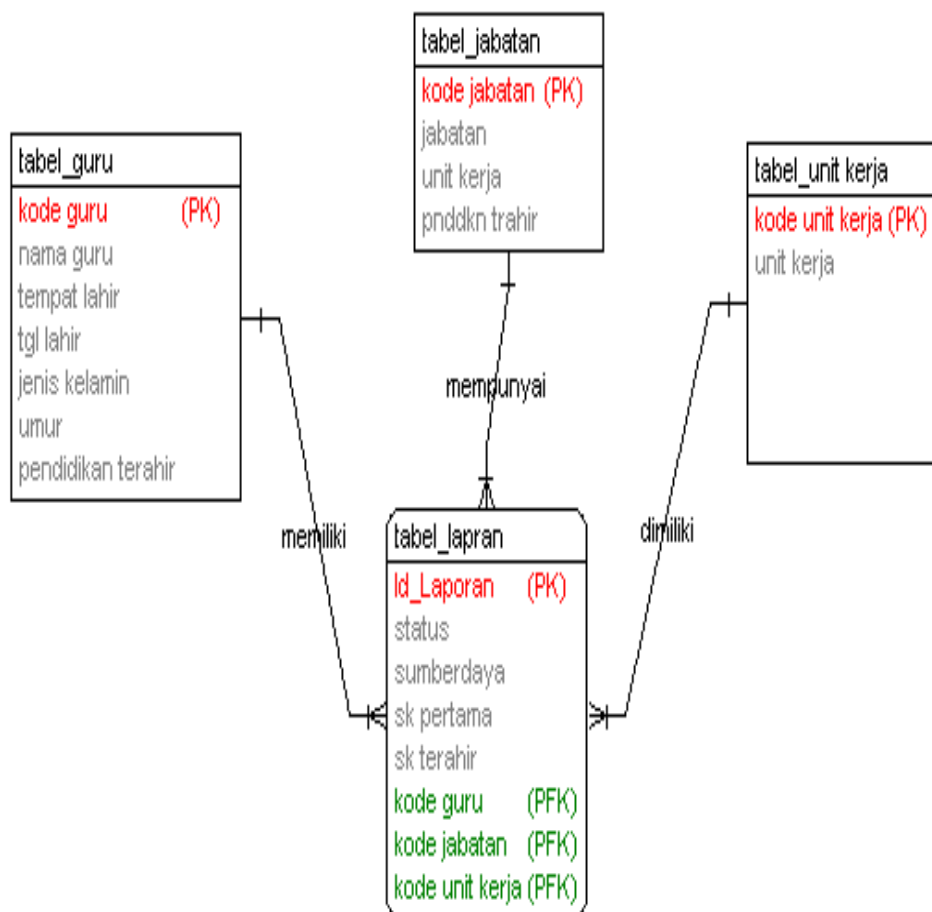 tabel_jabatan
kode jabatan (PK)
jabatan
unit kerja
pnddkn trahir
tabel_guru
kode guru (PK)
nama guru
tempat lahir
tgl lahir
jenis kelamin
umur
pendidikan terahir
tabel_unit kerja
kode unit kerja (PK)
unit kerja
mempunyai
memiliki
dimiliki
tabel_lapran
Id_Laporan (PK)
status
sumberdaya
sk pertama
sk terahir
kode guru (PFK)
kode jabatan (PFK)
kode unit kerja (PFK)